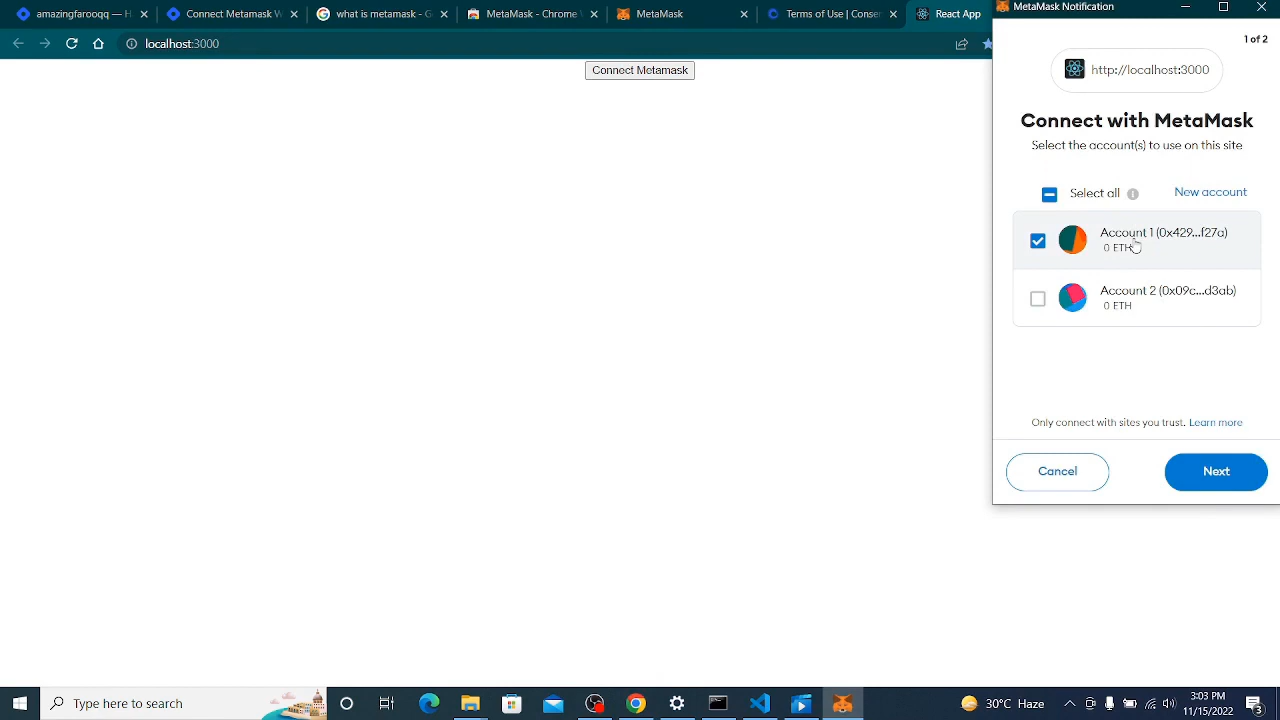 amazingfarooqq — H
Connect Metamask W
what is metamask - G
MetaMask - Chrome
MetaMask
Terms of Use | Consen
React App
MetaMask Notification
localhost:3000
1 of 2
Connect Metamask
http://localhost:3000
Connect with MetaMask
Select the account(s) to use on this site
Select all
New account
Account 1 (0x429...f27a)
0 ETH
Account 2 (0x09c...d3ab)
0 ETH
Only connect with sites you trust. Learn more
Cancel
Next
Type here to search
30°C Haze
3:03 PM
11/15/2022
3